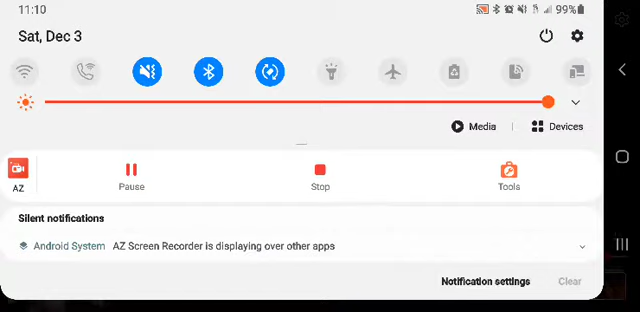 11:10
99%
Sat, Dec 3
Media
Devices
AZ
Pause
Stop
Tools
Silent notifications
Android System AZ Screen Recorder is displaying over other apps
Notification settings
Clear